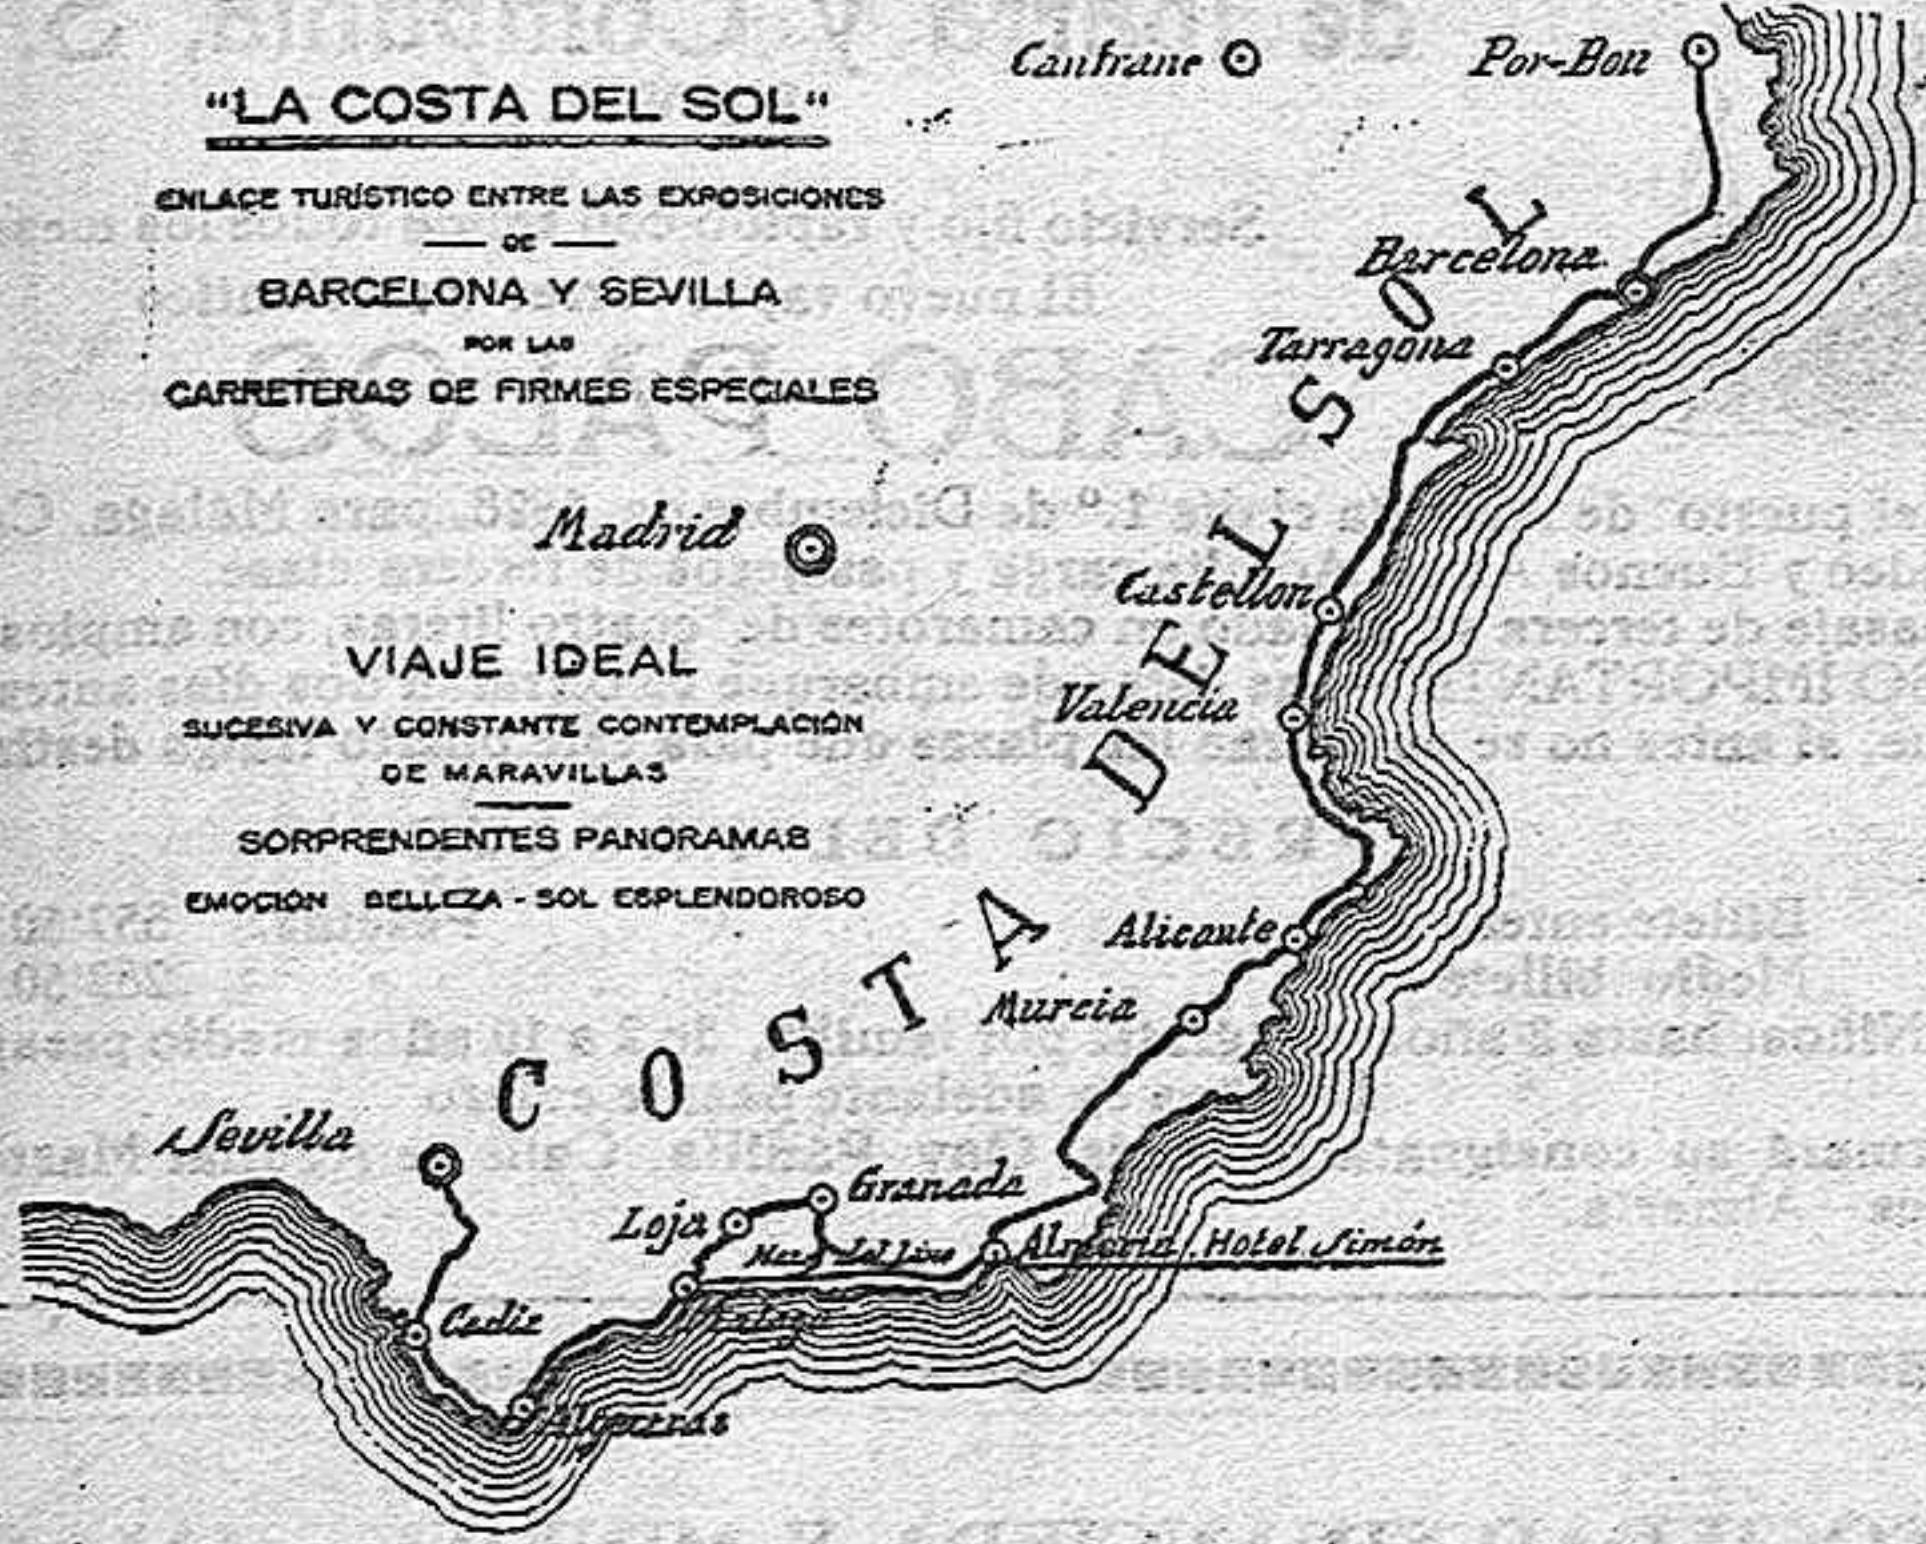 "LA COSTA DEL SOL"
ENLACE TURÍSTICO ENTRE LAS EXPOSICIONES
DE
BARCELONA Y SEVILLA
POR LAS
CARRETERAS DE FIRMES ESPECIALES
Canfranc
Por-Bou
Barcelona
Tarragona
Madrid
Castellon
Valencia
VIAJE IDEAL
SUCESIVA Y CONSTANTE CONTEMPLACIÓN
DE MARAVILLAS
SORPRENDENTES PANORAMAS
EMOCIÓN BELLEZA - SOL ESPLENDOROSO
COSTA DEL SOL
Alicante
Murcia
Sevilla
Granada
Loja
Almeria, Hotel Simón
Cadiz
Malaga
Algeciras